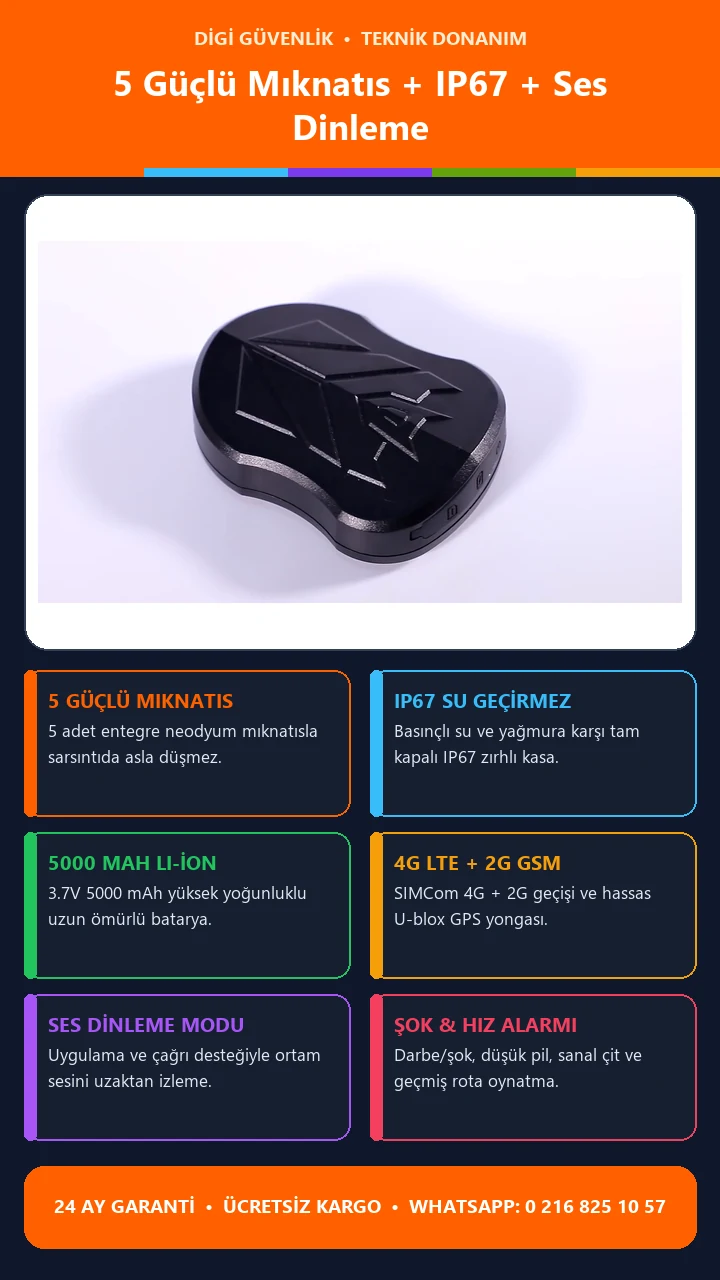 DİGİ GÜVENLİK • TEKNİK DONANIM
5 Güçlü Mıknatıs + IP67 + Ses
Dinleme
5 GÜÇLÜ MIKNATIS
5 adet entegre neodyum mıknatısla
sarsıntıda asla düşmez.
IP67 SU GEÇİRMEZ
Basınçlı su ve yağmura karşı tam
kapalı IP67 zırhlı kasa.
5000 MAH LI-İON
3.7V 5000 mAh yüksek yoğunluklu
uzun ömürlü batarya.
4G LTE + 2G GSM
SIMCom 4G + 2G geçişi ve hassas
U-blox GPS yongası.
SES DİNLEME MODU
Uygulama ve çağrı desteğiyle ortam
sesini uzaktan izleme.
ŞOK & HIZ ALARMI
Darbe/şok, düşük pil, sanal çit ve
geçmiş rota oynatma.
24 AY GARANTİ • ÜCRETSİZ KARGO • WHATSAPP: 0 216 825 10 57